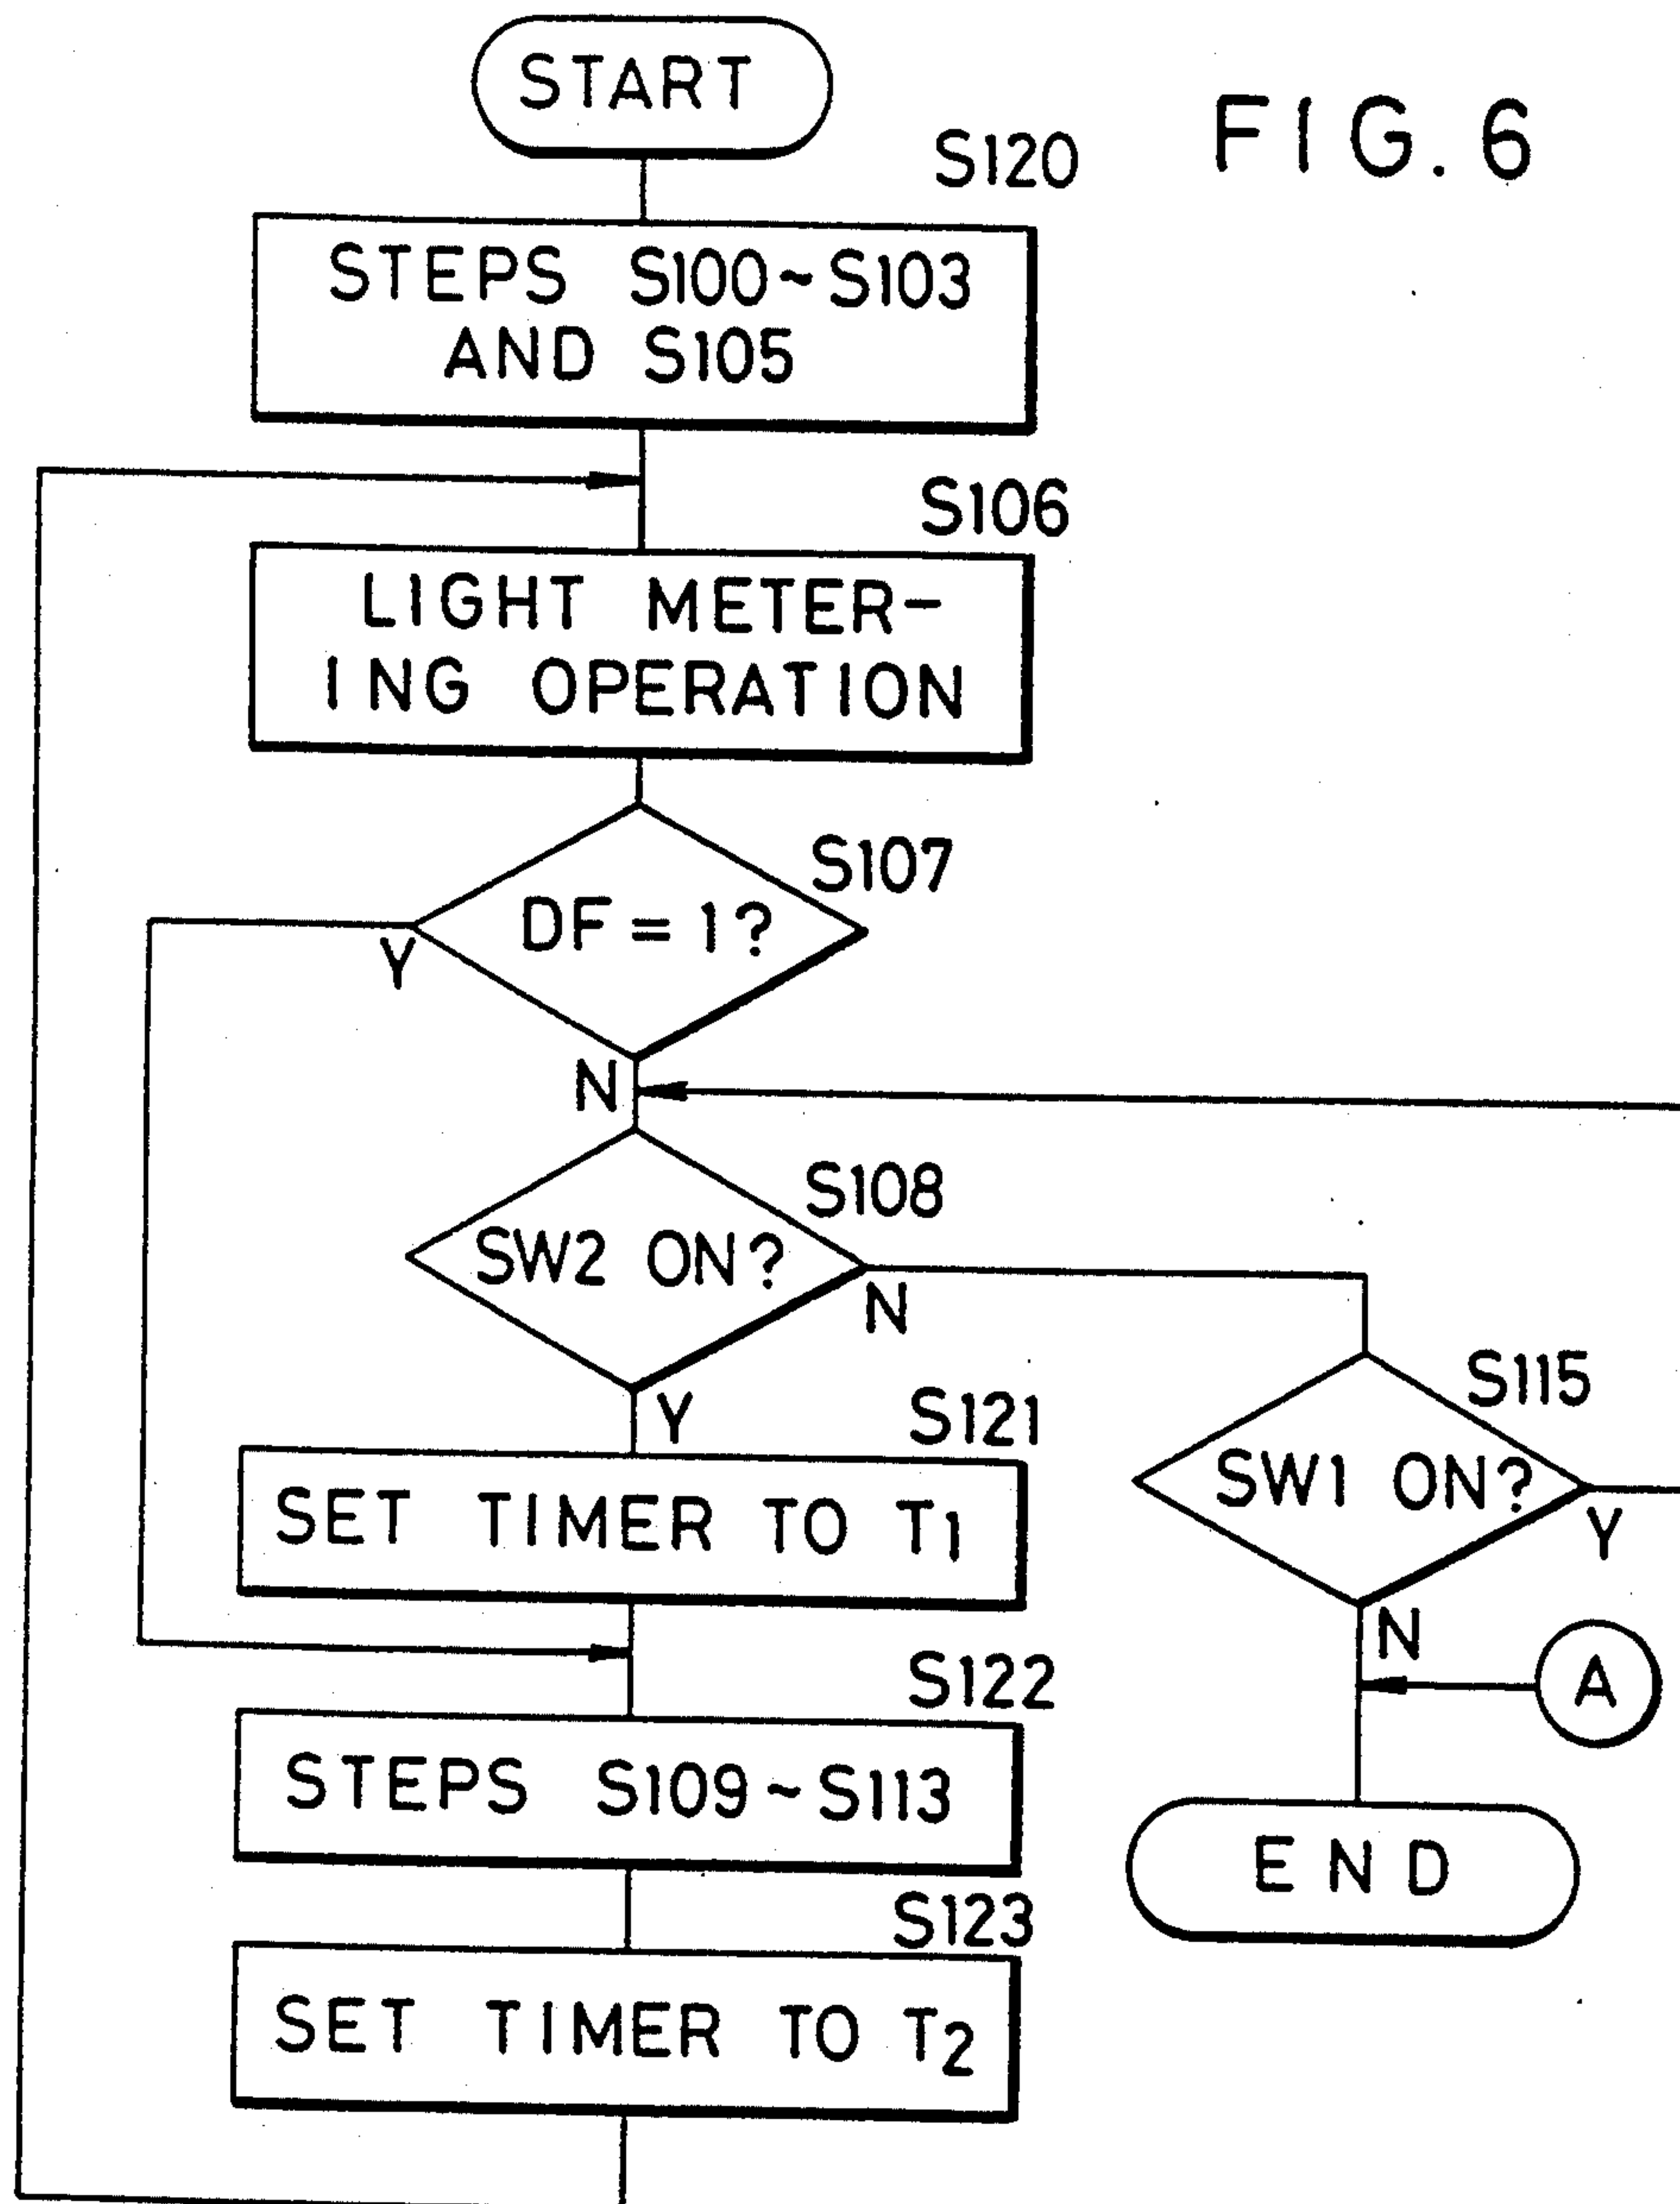 START
FIG. 6
S120
STEPS S100~S103
AND S105
S106
LIGHT METER-
ING OPERATION
S107
DF = 1?
Y
N
S108
SW2 ON?
N
Y
S115
SW1 ON?
Y
N
S121
SET TIMER TO T1
A
S122
STEPS S109~S113
END
S123
SET TIMER TO T2